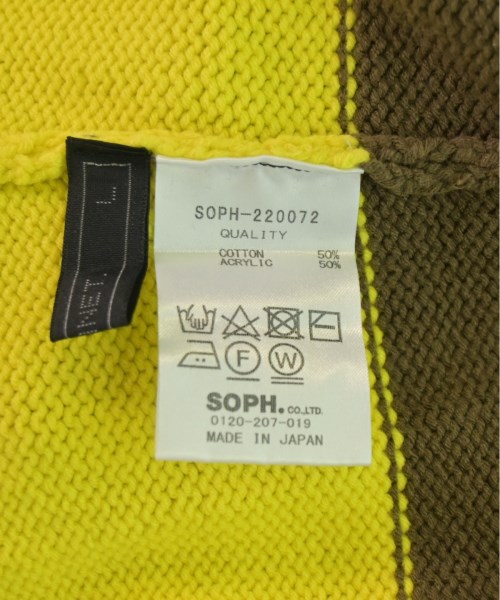 SOPH-220072
QUALITY
COTTON 50%
ACRYLIC 50%
F W
SOPH. CO.,LTD.
0120-207-019
MADE IN JAPAN
L